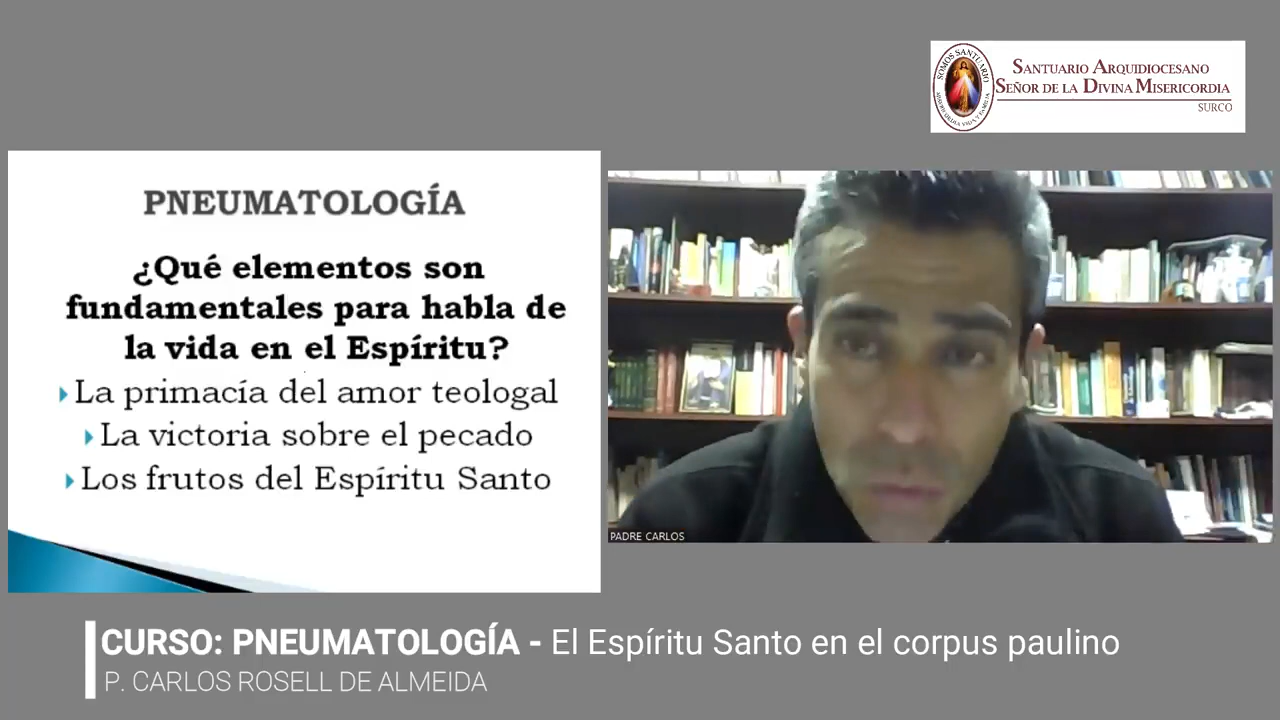 SOMOS SANTUARIO
SANTUARIO ARQUIDIOCESANO
SEÑOR DE LA DIVINA MISERICORDIA
SURCO
PNEUMATOLOGÍA
¿Qué elementos son
fundamentales para habla de
la vida en el Espíritu?
La primacía del amor teologal
La victoria sobre el pecado
Los frutos del Espíritu Santo
PADRE CARLOS
CURSO: PNEUMATOLOGÍA - El Espíritu Santo en el corpus paulino
P. CARLOS ROSELL DE ALMEIDA